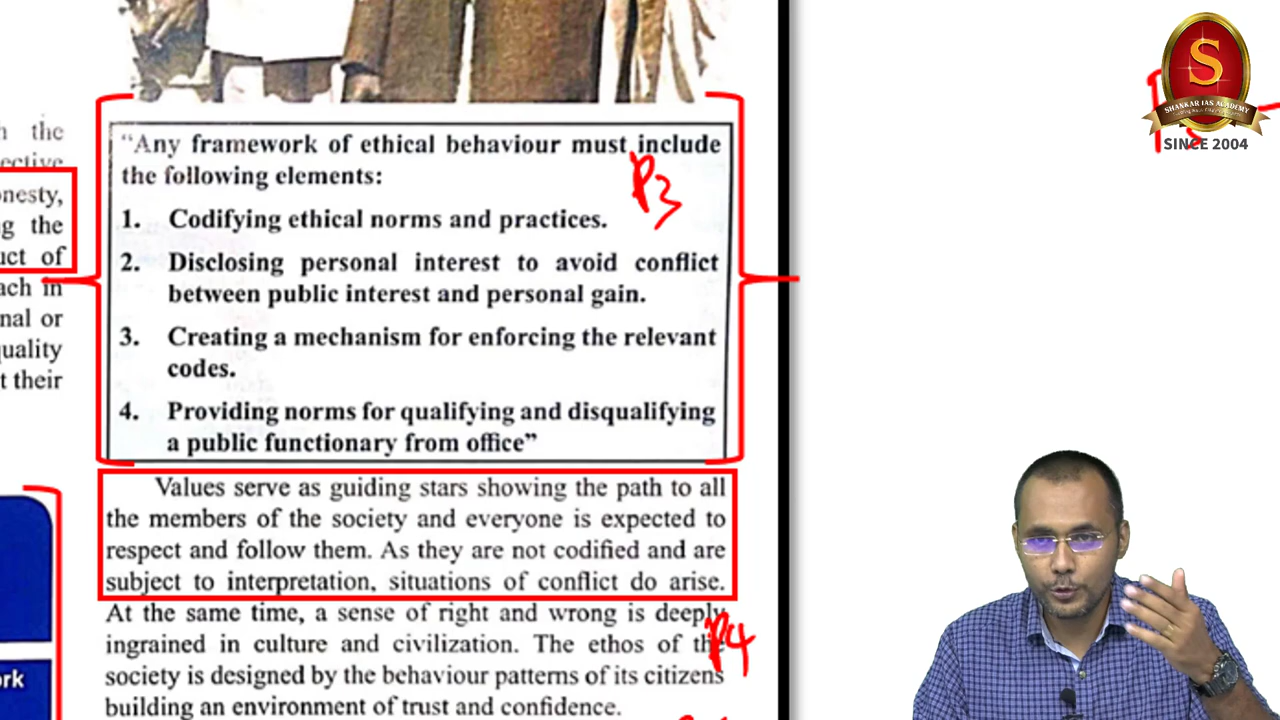 h the
ective
onesty,
g the
uct of
ach in
nal or
quality
t their
rk
"Any framework of ethical behaviour must include
the following elements:
1. Codifying ethical norms and practices.
2. Disclosing personal interest to avoid conflict
between public interest and personal gain.
3. Creating a mechanism for enforcing the relevant
codes.
4. Providing norms for qualifying and disqualifying
a public functionary from office"
P3
Values serve as guiding stars showing the path to all
the members of the society and everyone is expected to
respect and follow them. As they are not codified and are
subject to interpretation, situations of conflict do arise.
At the same time, a sense of right and wrong is deeply
ingrained in culture and civilization. The ethos of the
society is designed by the behaviour patterns of its citizens
building an environment of trust and confidence.
P4
S
SHANKAR IAS ACADEMY
SINCE 2004